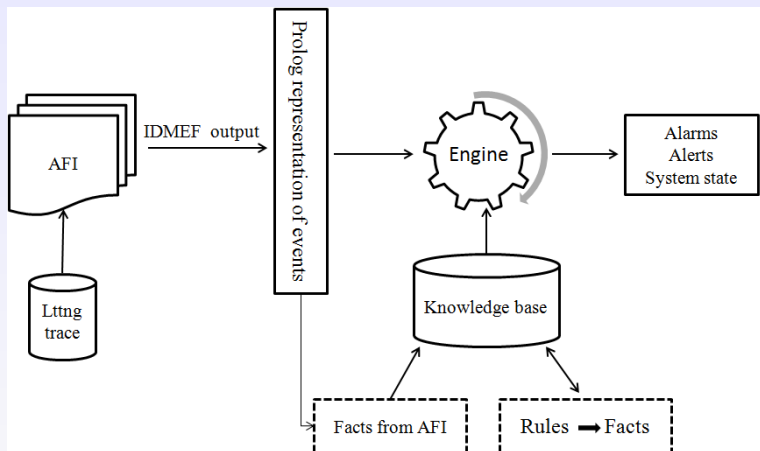 AFI
IDMEF output
Prolog representation of events
Engine
Alarms
Alerts
System state
Lttng
trace
Knowledge base
Facts from AFI
Rules ➡ Facts